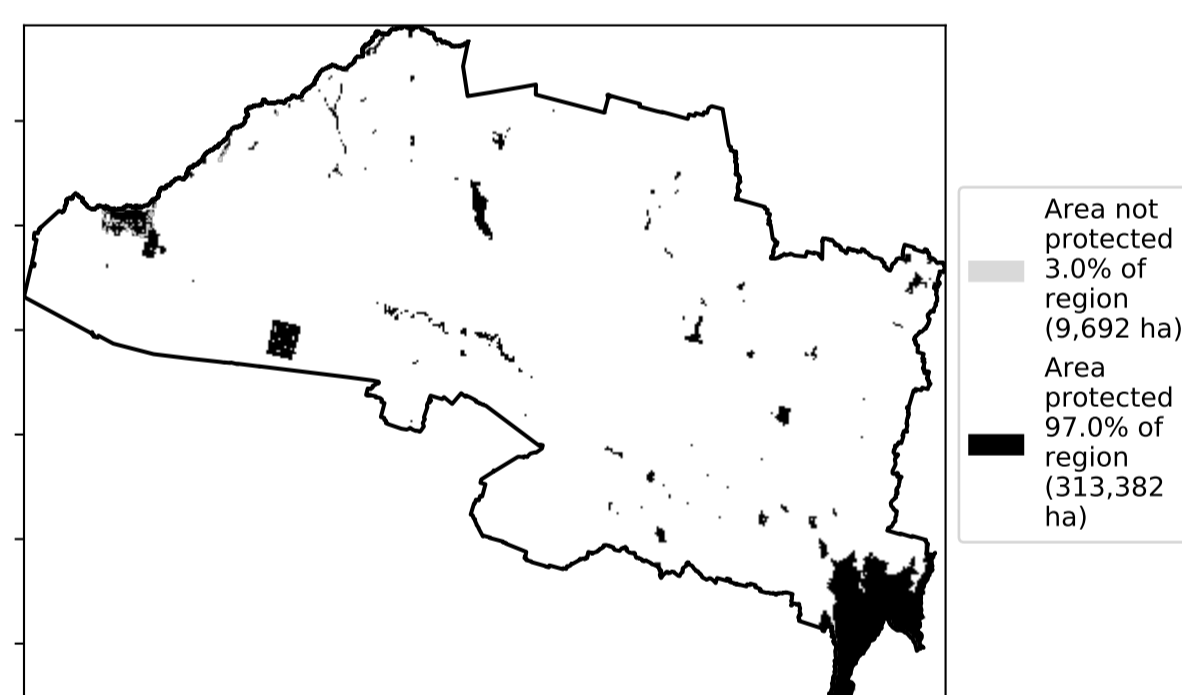 Area not
protected
3.0% of
region
(9,692 ha)
Area
protected
97.0% of
region
(313,382
ha)